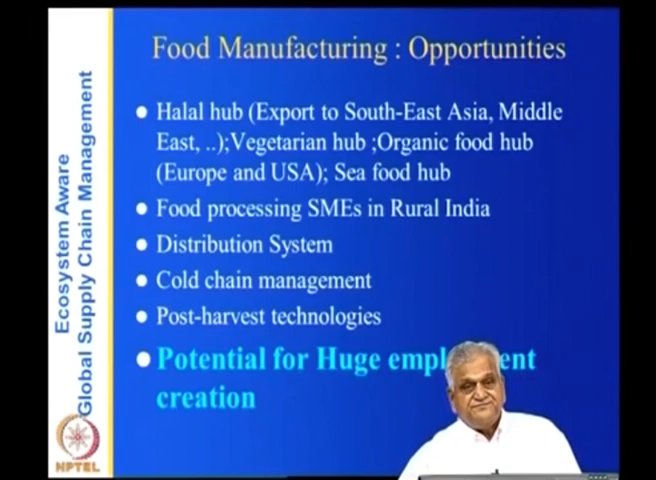 Food Manufacturing : Opportunities
Halal hub (Export to South-East Asia, Middle
East, ..);Vegetarian hub ;Organic food hub
(Europe and USA); Sea food hub
Food processing SMEs in Rural India
Distribution System
Cold chain management
Post-harvest technologies
Potential for Huge empl ent
creation
Ecosystem Aware
Global Supply Chain Management
NPTEL